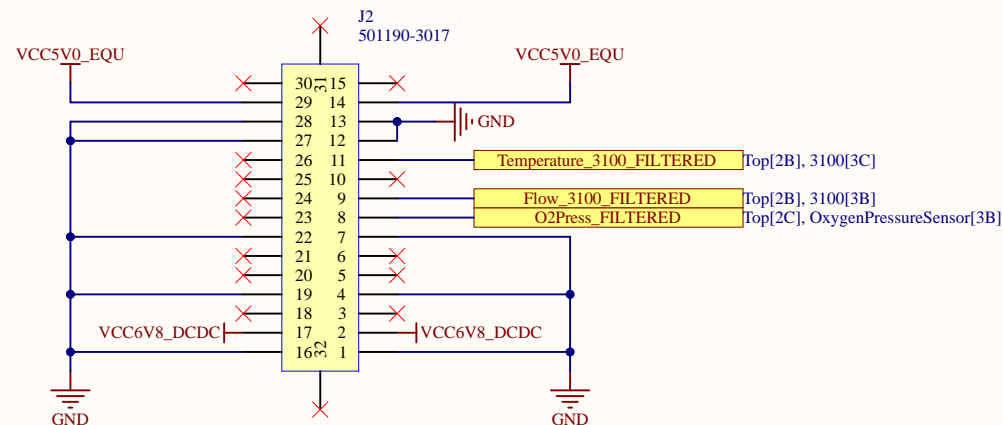 J2
501190-3017
VCC5V0_EQU
VCC5V0_EQU
31
30 15
29 14
28 13
GND
27 12
26 11 Temperature_3100_FILTERED Top[2B], 3100[3C]
25 10
24 9 Flow_3100_FILTERED Top[2B], 3100[3B]
23 8 O2Press_FILTERED Top[2C], OxygenPressureSensor[3B]
22 7
21 6
20 5
19 4
18 3
VCC6V8_DCDC 17 2 VCC6V8_DCDC
32
16 1
GND
GND